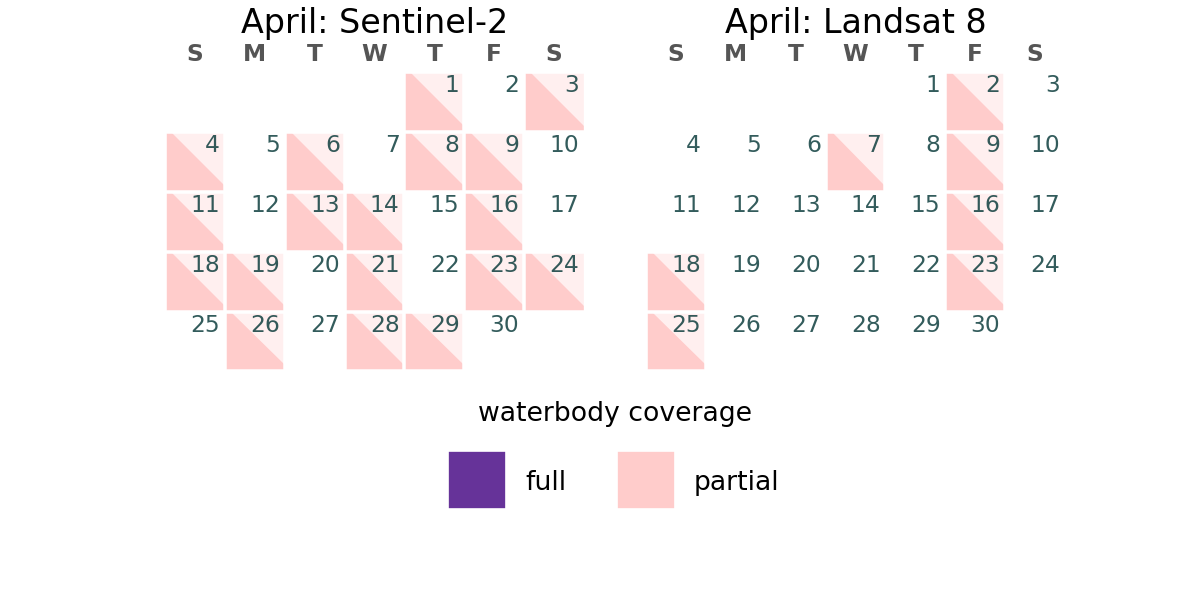 April: Sentinel-2
S M T W T F S
1 2 3
4 5 6 7 8 9 10
11 12 13 14 15 16 17
18 19 20 21 22 23 24
25 26 27 28 29 30
April: Landsat 8
S M T W T F S
1 2 3
4 5 6 7 8 9 10
11 12 13 14 15 16 17
18 19 20 21 22 23 24
25 26 27 28 29 30
waterbody coverage
full partial